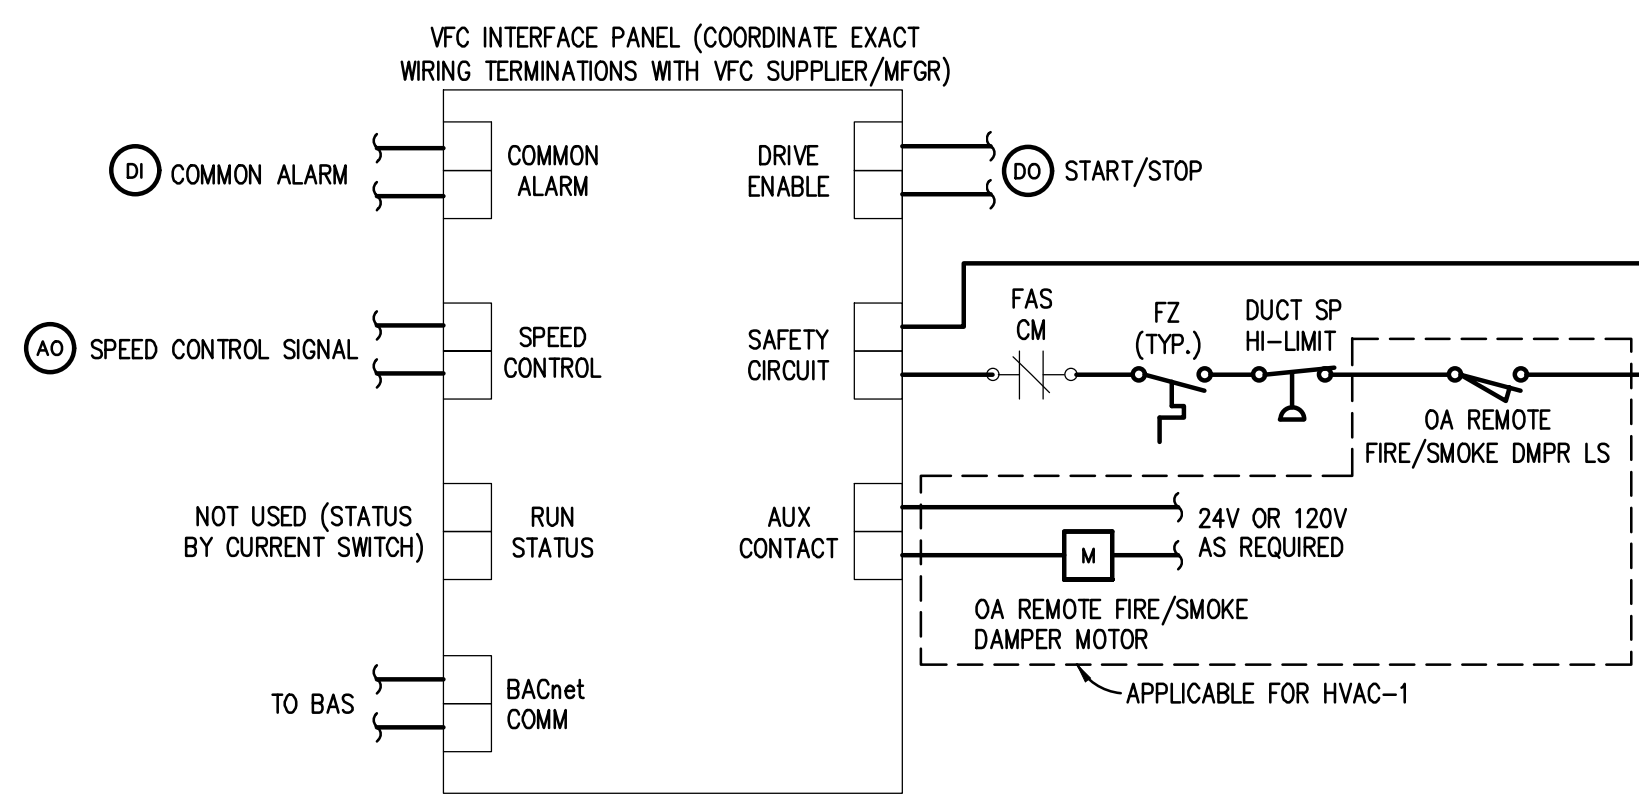 VFC INTERFACE PANEL (COORDINATE EXACT
WIRING TERMINATIONS WITH VFC SUPPLIER/MFGR)
DI
COMMON ALARM
COMMON
ALARM
DRIVE
ENABLE
DO
START/STOP
AO
SPEED CONTROL SIGNAL
SPEED
CONTROL
SAFETY
CIRCUIT
FAS
CM
FZ
(TYP.)
DUCT SP
HI-LIMIT
OA REMOTE
FIRE/SMOKE DMPR LS
NOT USED (STATUS
BY CURRENT SWITCH)
RUN
STATUS
AUX
CONTACT
24V OR 120V
AS REQUIRED
M
OA REMOTE FIRE/SMOKE
DAMPER MOTOR
TO BAS
BACnet
COMM
APPLICABLE FOR HVAC-1